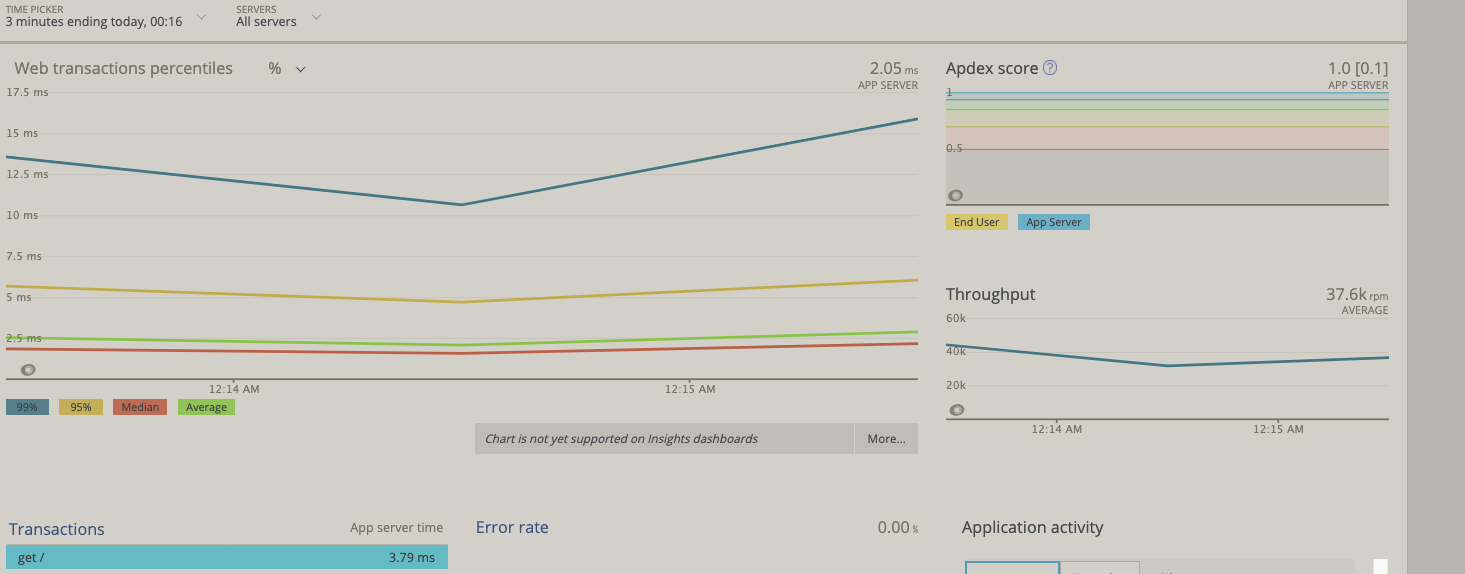 TIME PICKER
3 minutes ending today, 00:16
SERVERS
All servers
Web transactions percentiles %
2.05 ms
APP SERVER
17.5 ms
15 ms
12.5 ms
10 ms
7.5 ms
5 ms
2.5 ms
12:14 AM 12:15 AM
99% 95% Median Average
Chart is not yet supported on Insights dashboards More...
Apdex score ?
1.0 [0.1]
APP SERVER
1
0.5
End User App Server
Throughput
37.6k rpm
AVERAGE
60k
40k
20k
12:14 AM 12:15 AM
Transactions App server time
get / 3.79 ms
Error rate 0.00 %
Application activity